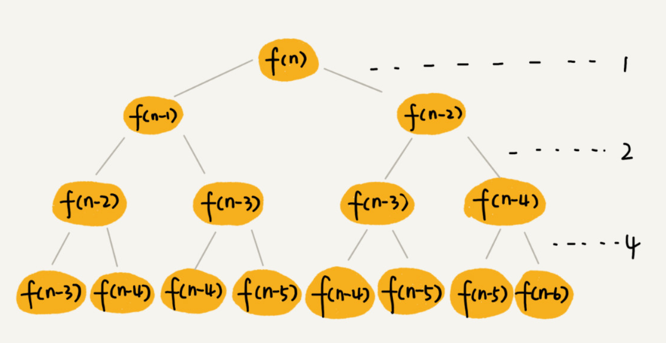 f(n) 1
f(n-1) f(n-2)
2
f(n-2) f(n-3) f(n-3) f(n-4)
4
f(n-3) f(n-4) f(n-4) f(n-5) f(n-4) f(n-5) f(n-5) f(n-6)